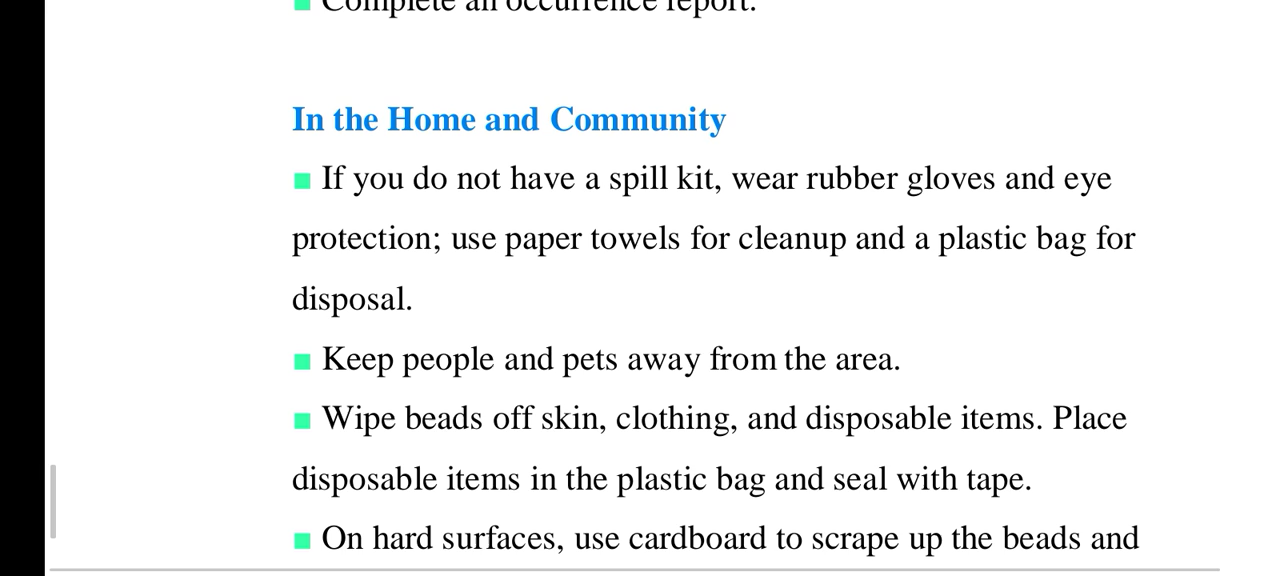 ■ Complete an occurrence report.
In the Home and Community
■ If you do not have a spill kit, wear rubber gloves and eye
protection; use paper towels for cleanup and a plastic bag for
disposal.
■ Keep people and pets away from the area.
■ Wipe beads off skin, clothing, and disposable items. Place
disposable items in the plastic bag and seal with tape.
■ On hard surfaces, use cardboard to scrape up the beads and